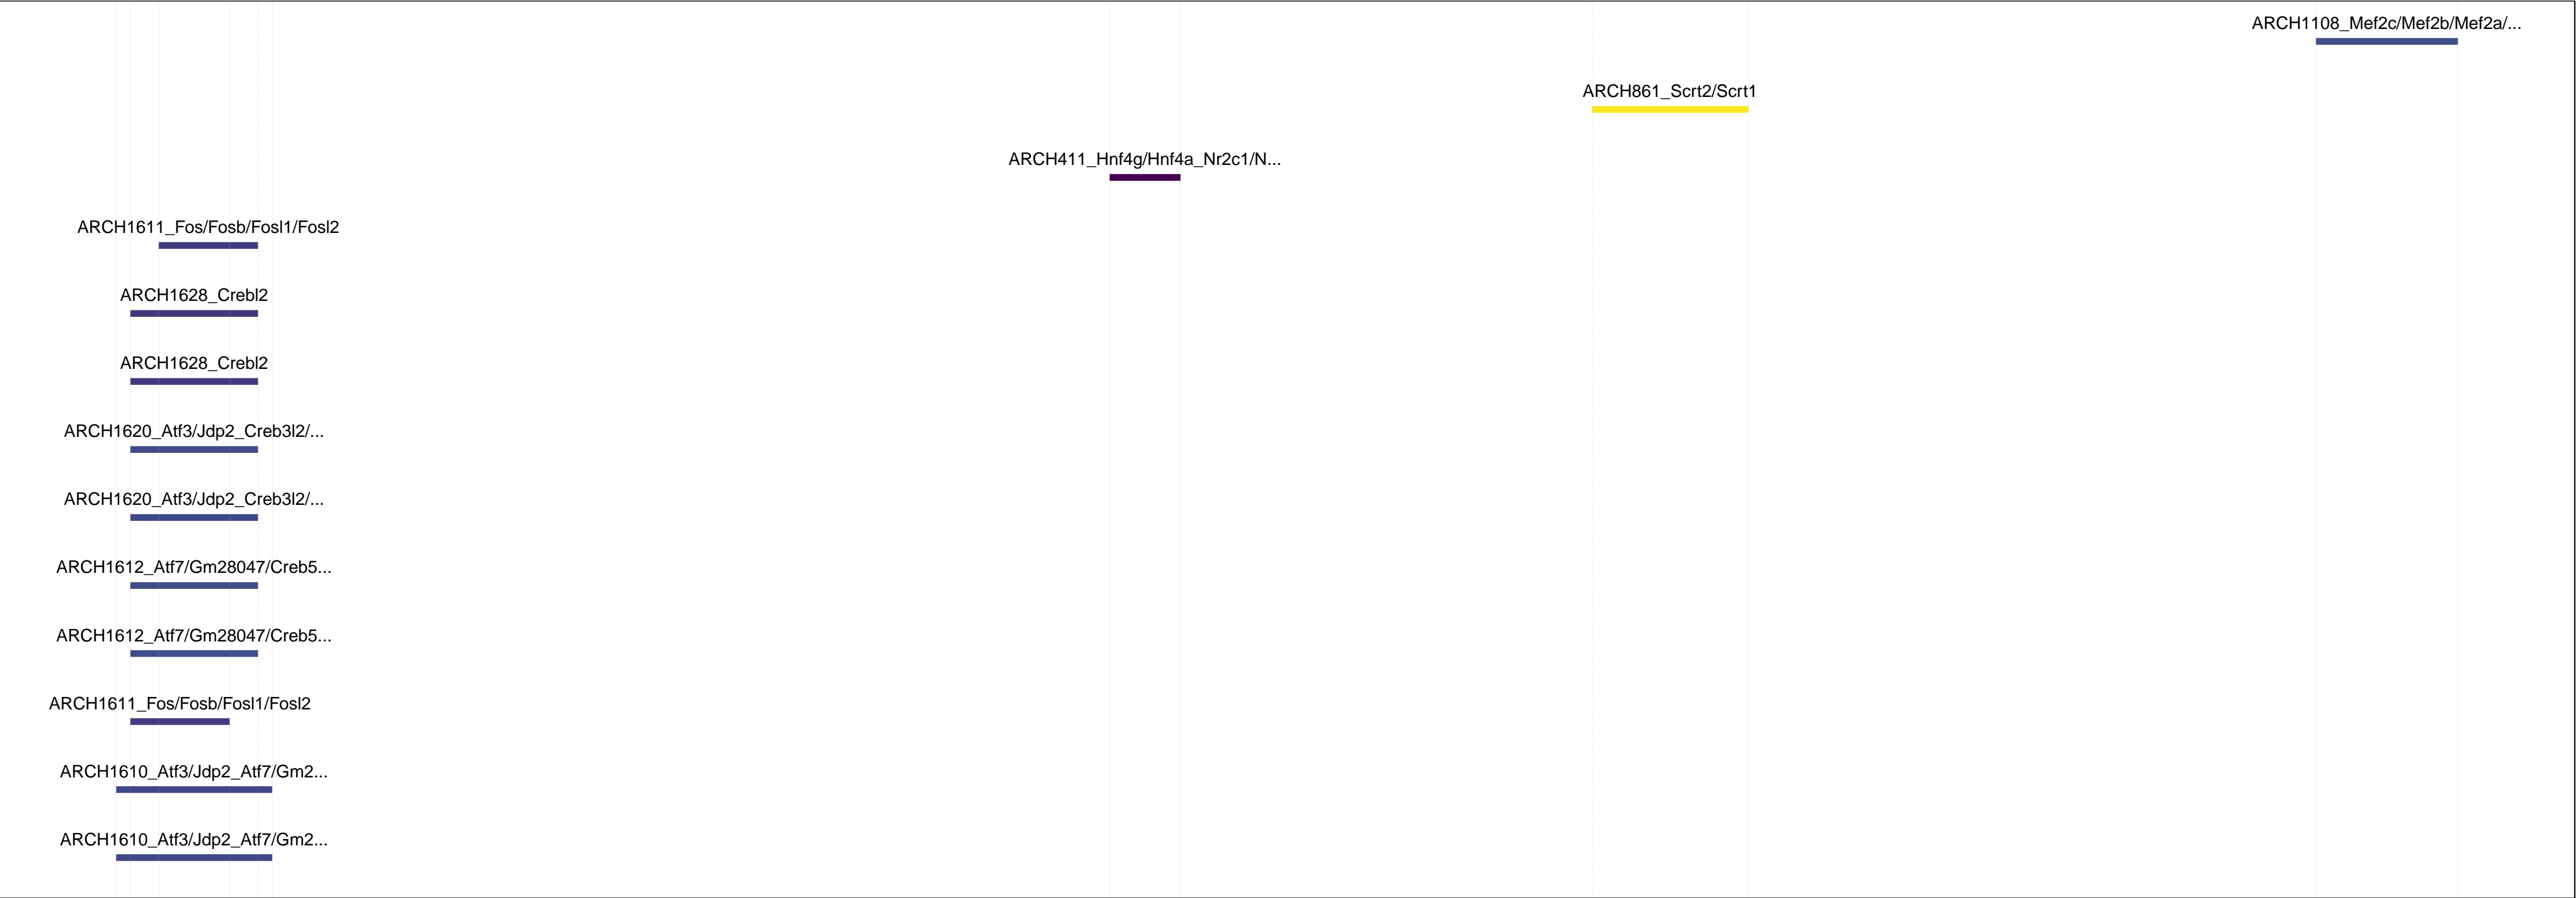 ARCH1108_Mef2c/Mef2b/Mef2a/...
ARCH861_Scrt2/Scrt1
ARCH411_Hnf4g/Hnf4a_Nr2c1/N...
ARCH1611_Fos/Fosb/Fosl1/Fosl2
ARCH1628_Crebl2
ARCH1628_Crebl2
ARCH1620_Atf3/Jdp2_Creb3l2/...
ARCH1620_Atf3/Jdp2_Creb3l2/...
ARCH1612_Atf7/Gm28047/Creb5...
ARCH1612_Atf7/Gm28047/Creb5...
ARCH1611_Fos/Fosb/Fosl1/Fosl2
ARCH1610_Atf3/Jdp2_Atf7/Gm2...
ARCH1610_Atf3/Jdp2_Atf7/Gm2...